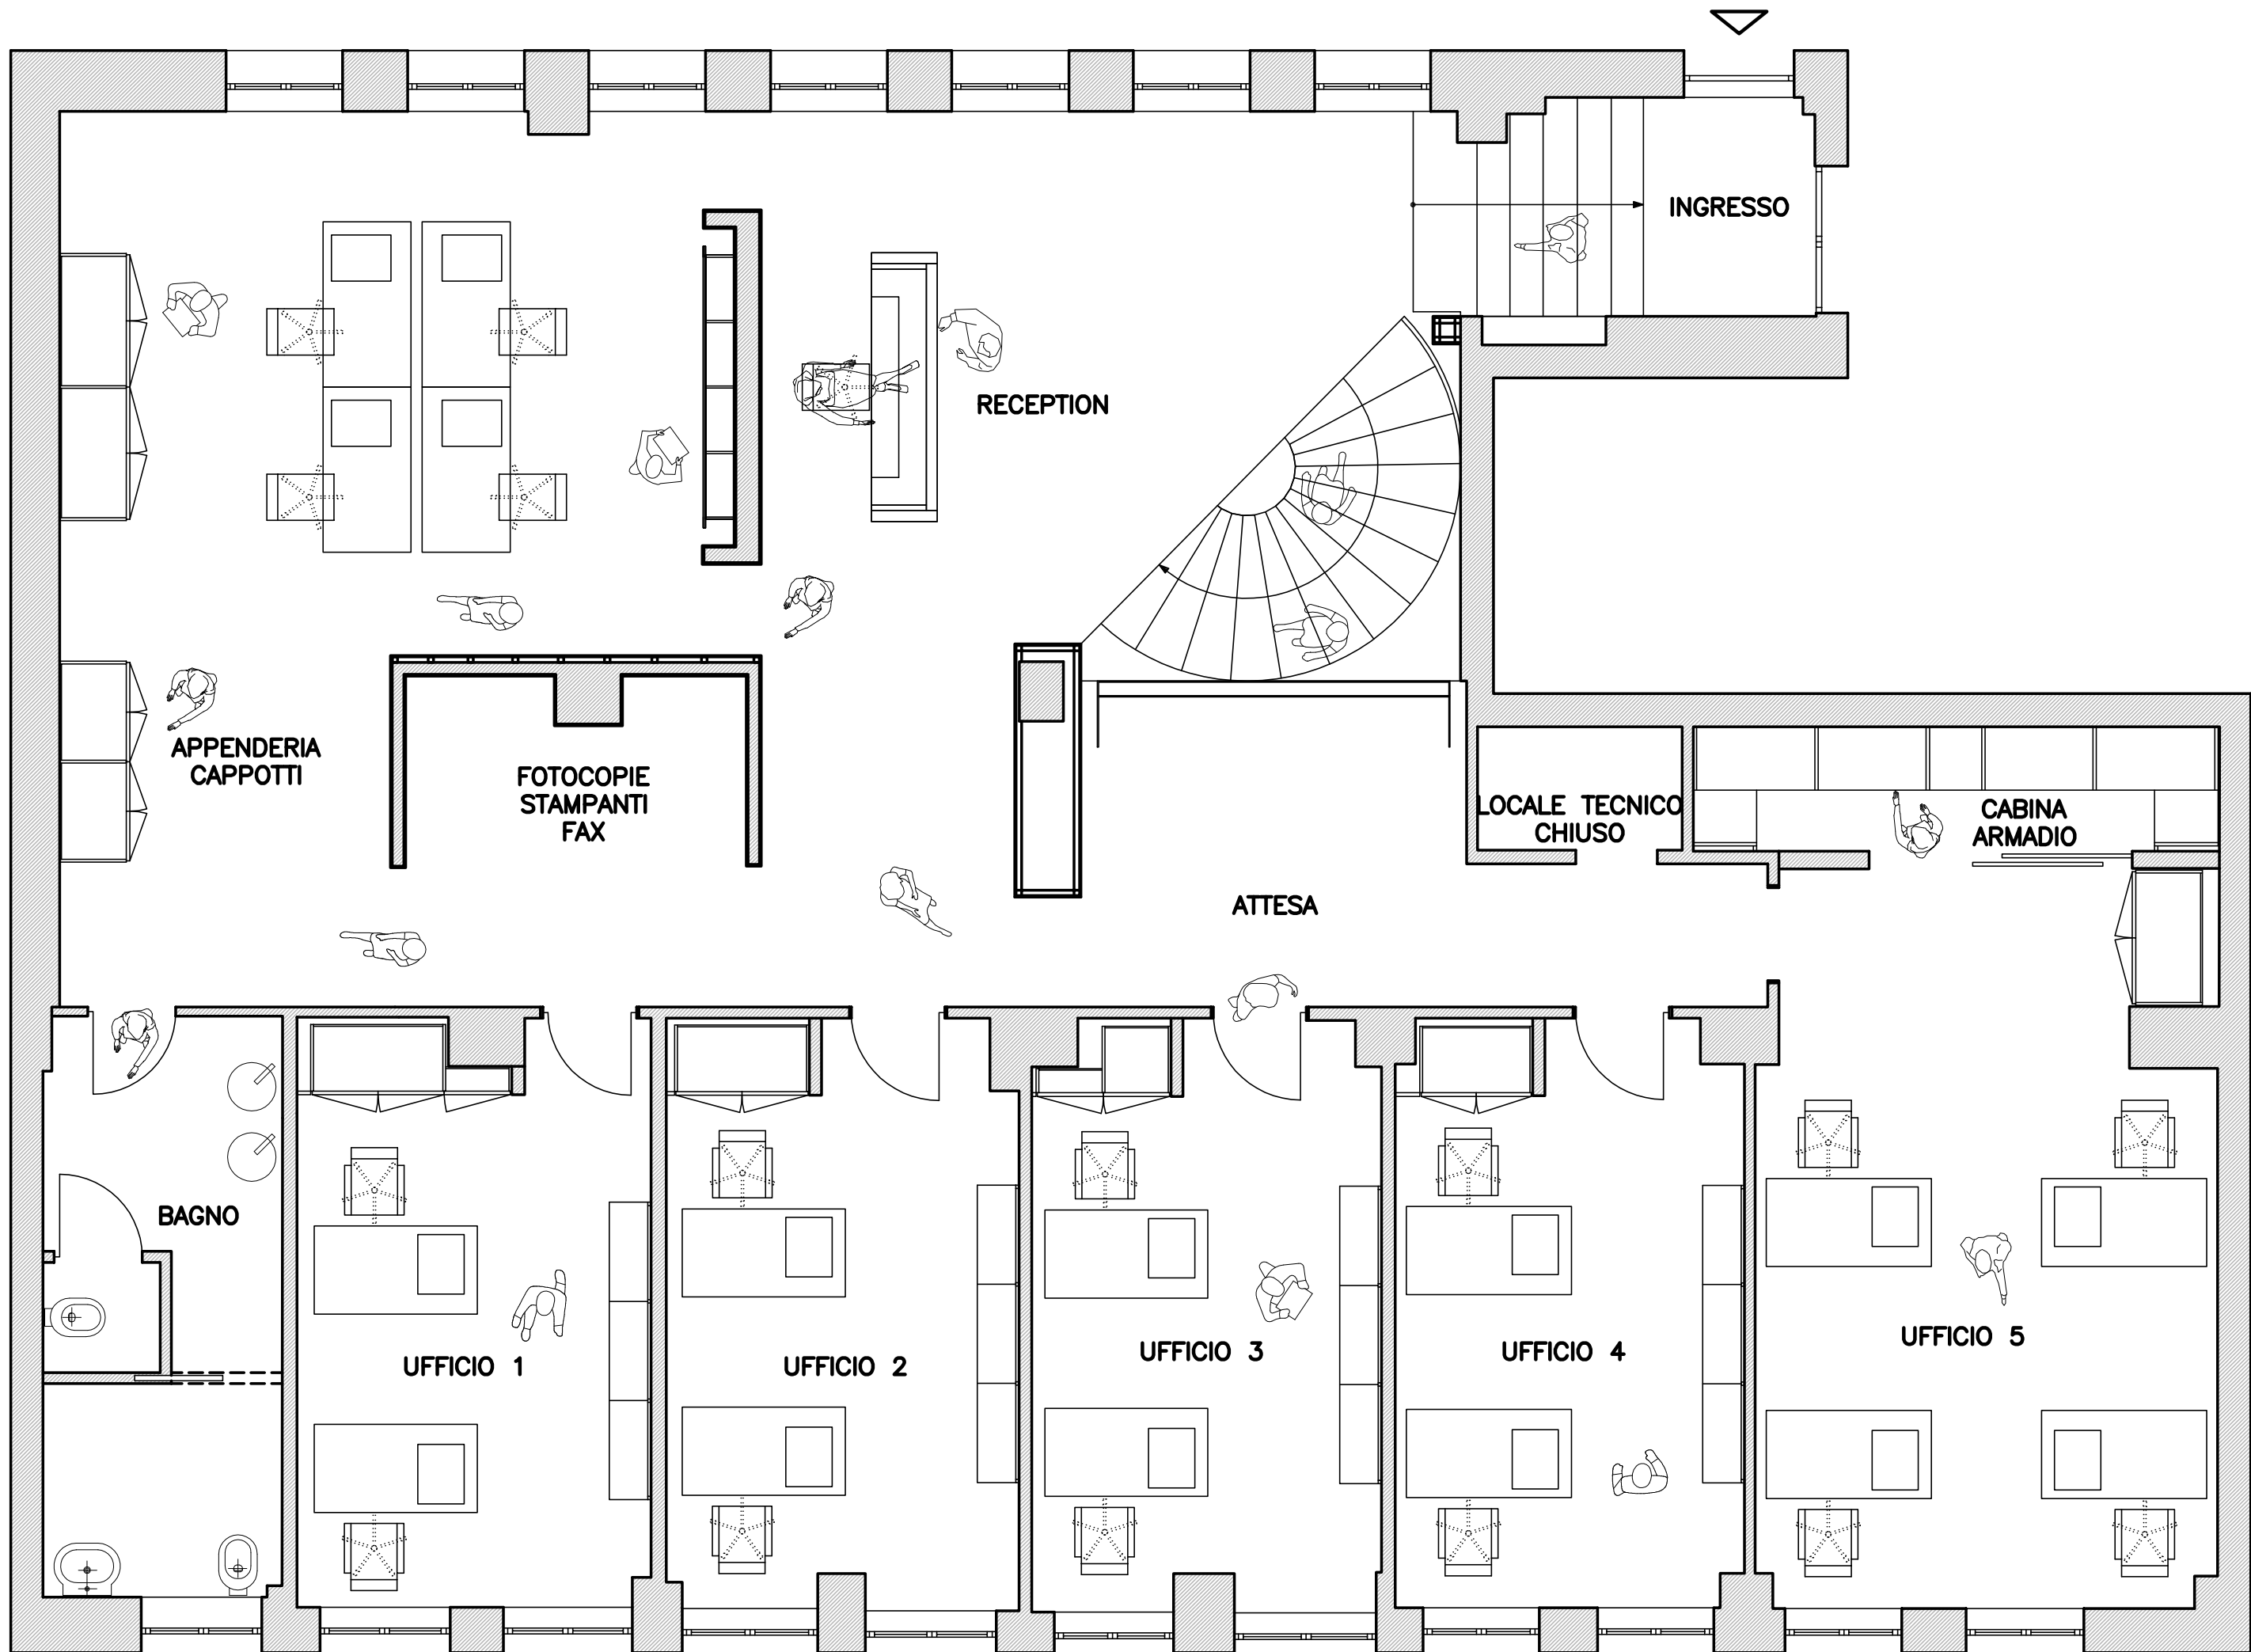 INGRESSO
RECEPTION
APPENDERIA
CAPPOTTI
FOTOCOPIE
STAMPANTI
FAX
LOCALE TECNICO
CHIUSO
CABINA
ARMADIO
ATTESA
BAGNO
UFFICIO 1
UFFICIO 2
UFFICIO 3
UFFICIO 4
UFFICIO 5